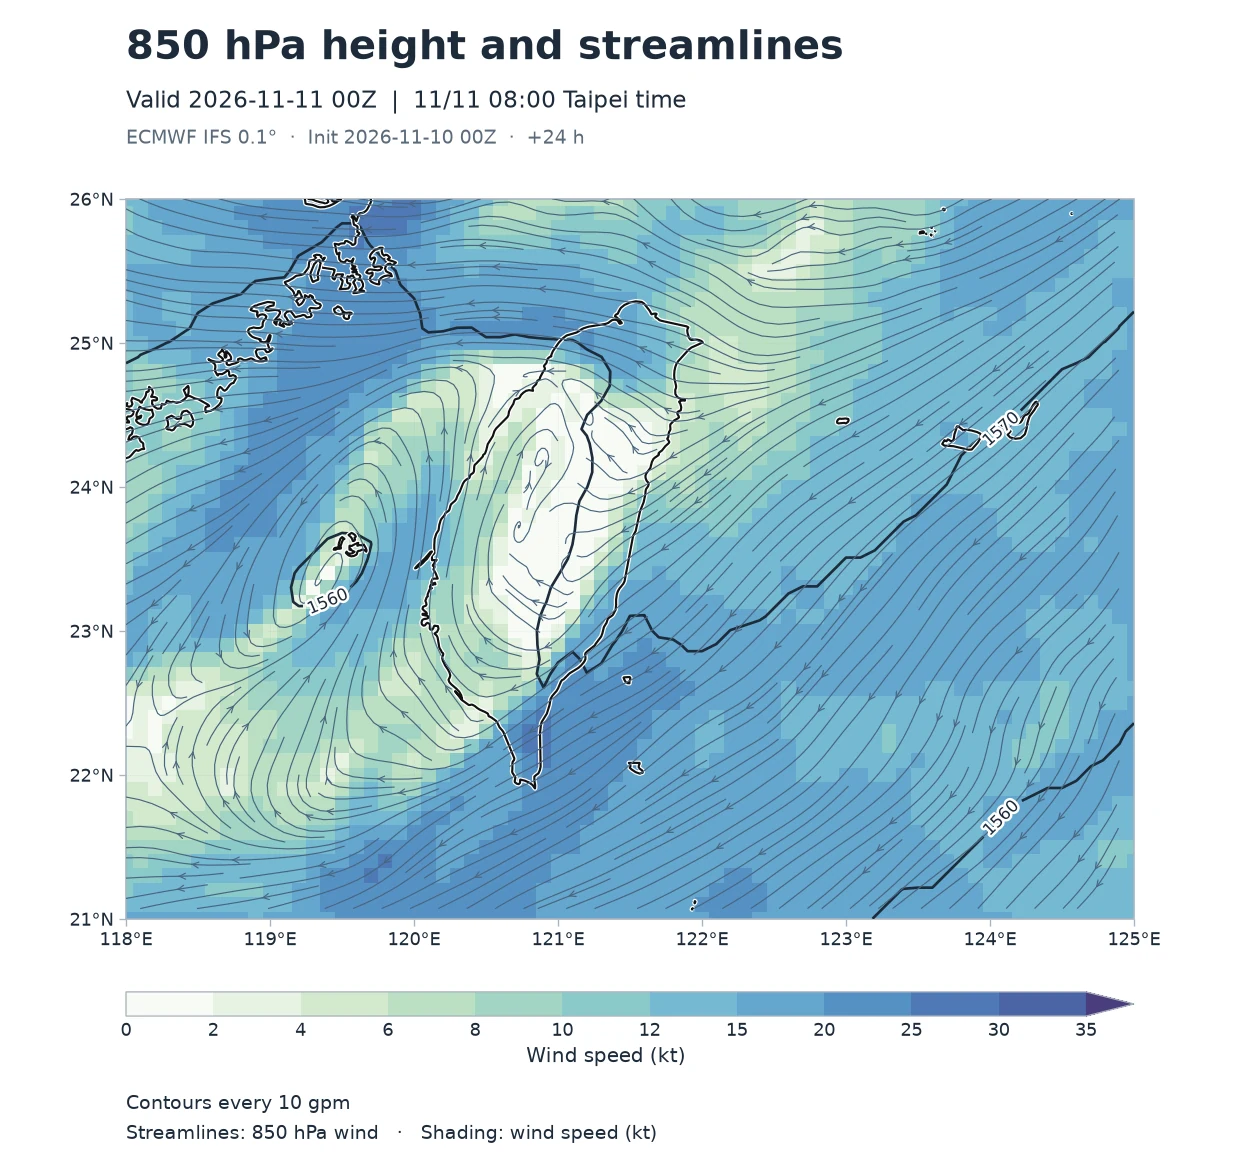 850 hPa height and streamlines
Valid 2026-11-11 00Z | 11/11 08:00 Taipei time
ECMWF IFS 0.1° · Init 2026-11-10 00Z · +24 h
26°N
25°N
1570
24°N
1560
23°N
22°N
1560
21°N
118°E 119°E 120°E 121°E 122°E 123°E 124°E 125°E
0 2 4 6 8 10 12 15 20 25 30 35
Wind speed (kt)
Contours every 10 gpm
Streamlines: 850 hPa wind · Shading: wind speed (kt)